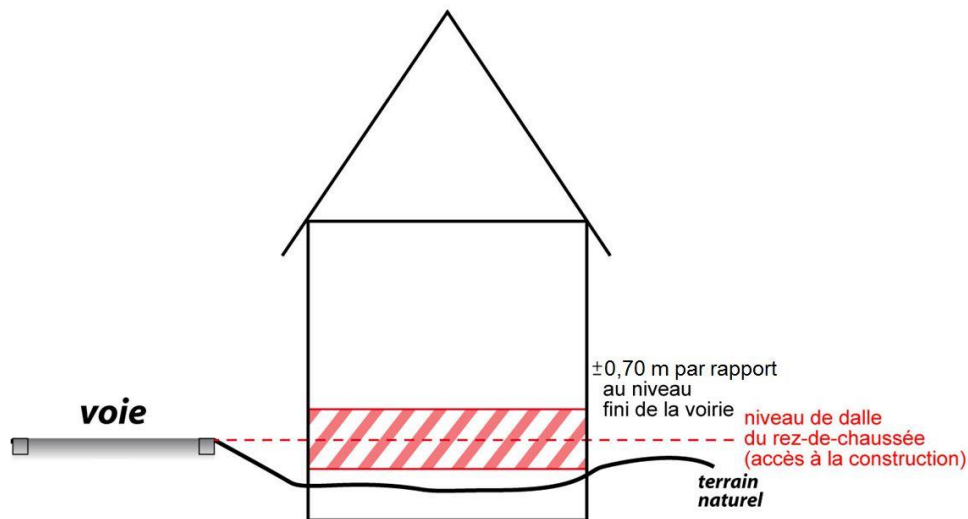 ±0,70 m par rapport
au niveau
fini de la voirie
voie
niveau de dalle
du rez-de-chaussée
(accès à la construction)
terrain
naturel